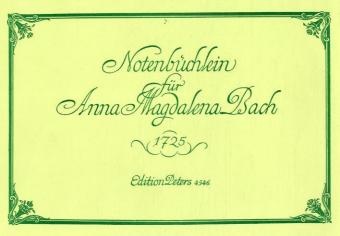 Notenbüchlein
für
Anna Magdalena Bach
1725
Edition Peters 4546